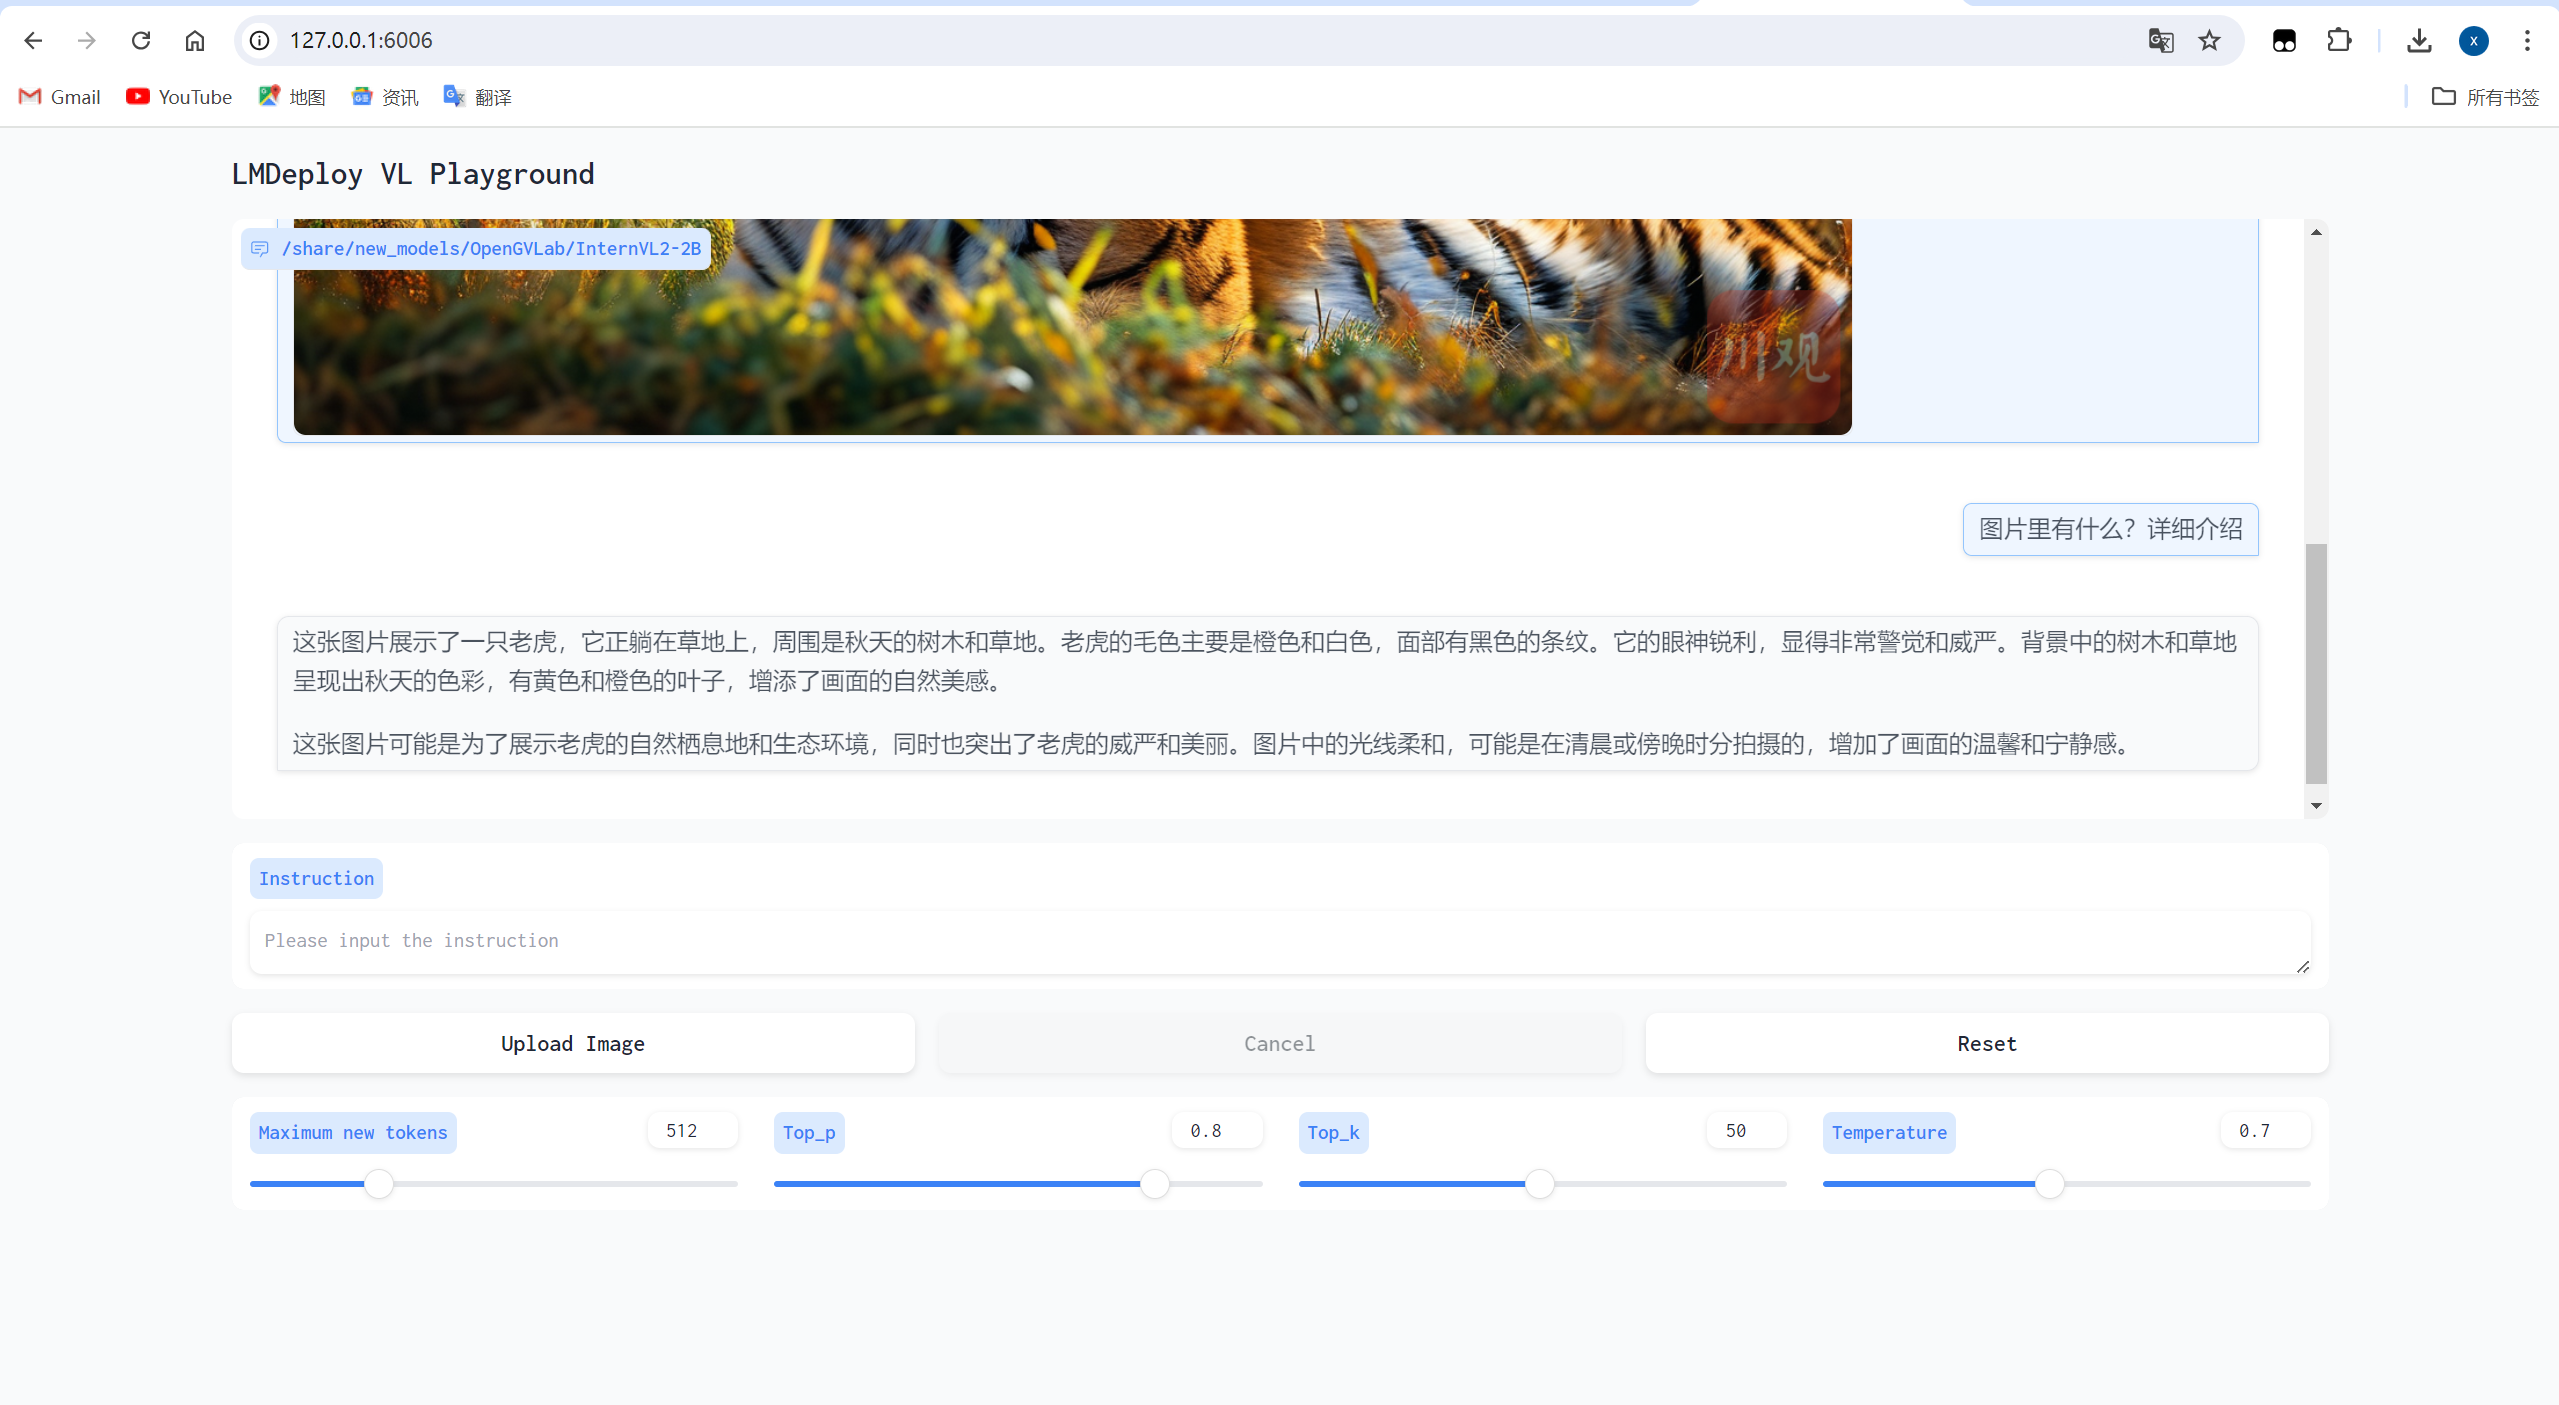 127.0.0.1:6006
Gmail
YouTube
地图
资讯
翻译
所有书签
LMDeploy VL Playground
/share/new_models/OpenGVLab/InternVL2-2B
川观
图片里有什么？详细介绍
这张图片展示了一只老虎，它正躺在草地上，周围是秋天的树木和草地。老虎的毛色主要是橙色和白色，面部有黑色的条纹。它的眼神锐利，显得非常警觉和威严。背景中的树木和草地
呈现出秋天的色彩，有黄色和橙色的叶子，增添了画面的自然美感。
这张图片可能是为了展示老虎的自然栖息地和生态环境，同时也突出了老虎的威严和美丽。图片中的光线柔和，可能是在清晨或傍晚时分拍摄的，增加了画面的温馨和宁静感。
Instruction
Please input the instruction
Upload Image
Cancel
Reset
Maximum new tokens
512
Top_p
0.8
Top_k
50
Temperature
0.7